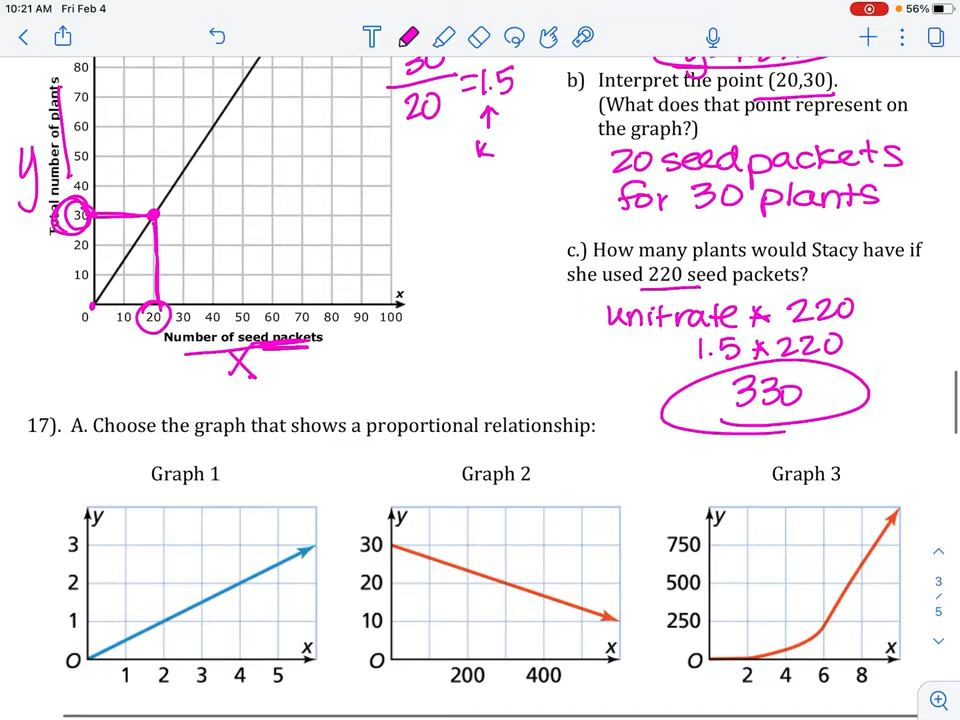 10:21 AM Fri Feb 4
56%
T
80
70
60
50
40
30
20
10
0 10 20 30 40 50 60 70 80 90 100
x
Total number of plants
y
Number of seed packets
x
30
20
=1.5
↑
k
b) Interpret the point (20,30).
(What does that point represent on
the graph?)
20 seed packets
for 30 plants
c.) How many plants would Stacy have if
she used 220 seed packets?
unit rate * 220
1.5 * 220
330
17). A. Choose the graph that shows a proportional relationship:
Graph 1
y
3
2
1
O
1 2 3 4 5
x
Graph 2
y
30
20
10
O
200 400
x
Graph 3
y
750
500
250
O
2 4 6 8
x
3
/
5